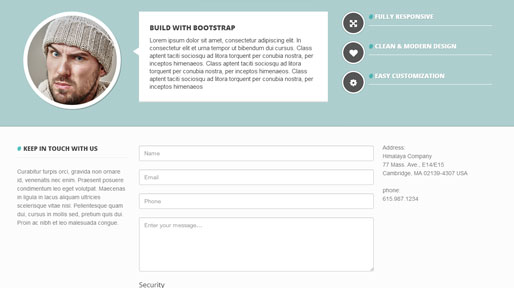 BUILD WITH BOOTSTRAP
Lorem ipsum dolor sit amet, consectetur adipiscing elit. In
consectetur elit et urna tempor ut bibendum dui cursus. Class
aptent taciti sociosqu ad litora torquent per conubia nostra, per
inceptos himenaeos Class aptent taciti sociosqu ad litora
torquent per conubia nostra, per inceptos himenaeos. Class
aptent taciti sociosqu ad litora torquent per conubia nostra, per
inceptos himenaeos
# FULLY RESPONSIVE
# CLEAN & MODERN DESIGN
# EASY CUSTOMIZATION
# KEEP IN TOUCH WITH US
Curabitur turpis orci, gravida non ornare
sit, venenatis nec enim. Praesent posuere
condimentum leo eget volutpat. Maecenas
in ligula in lacus aliquam ultricies
scelerisque vitae nisl. Pellentesque quam
dui, cursus in mollis sed, pretium quis dui.
Proin ac nibh et leo malesuada congue.
Name
Email
Phone
Enter your message....
Security
Address:
Himalaya Company
77 Mass. Ave., E14/E15
Cambridge, MA 02139-4307 USA
phone:
615.987.1234